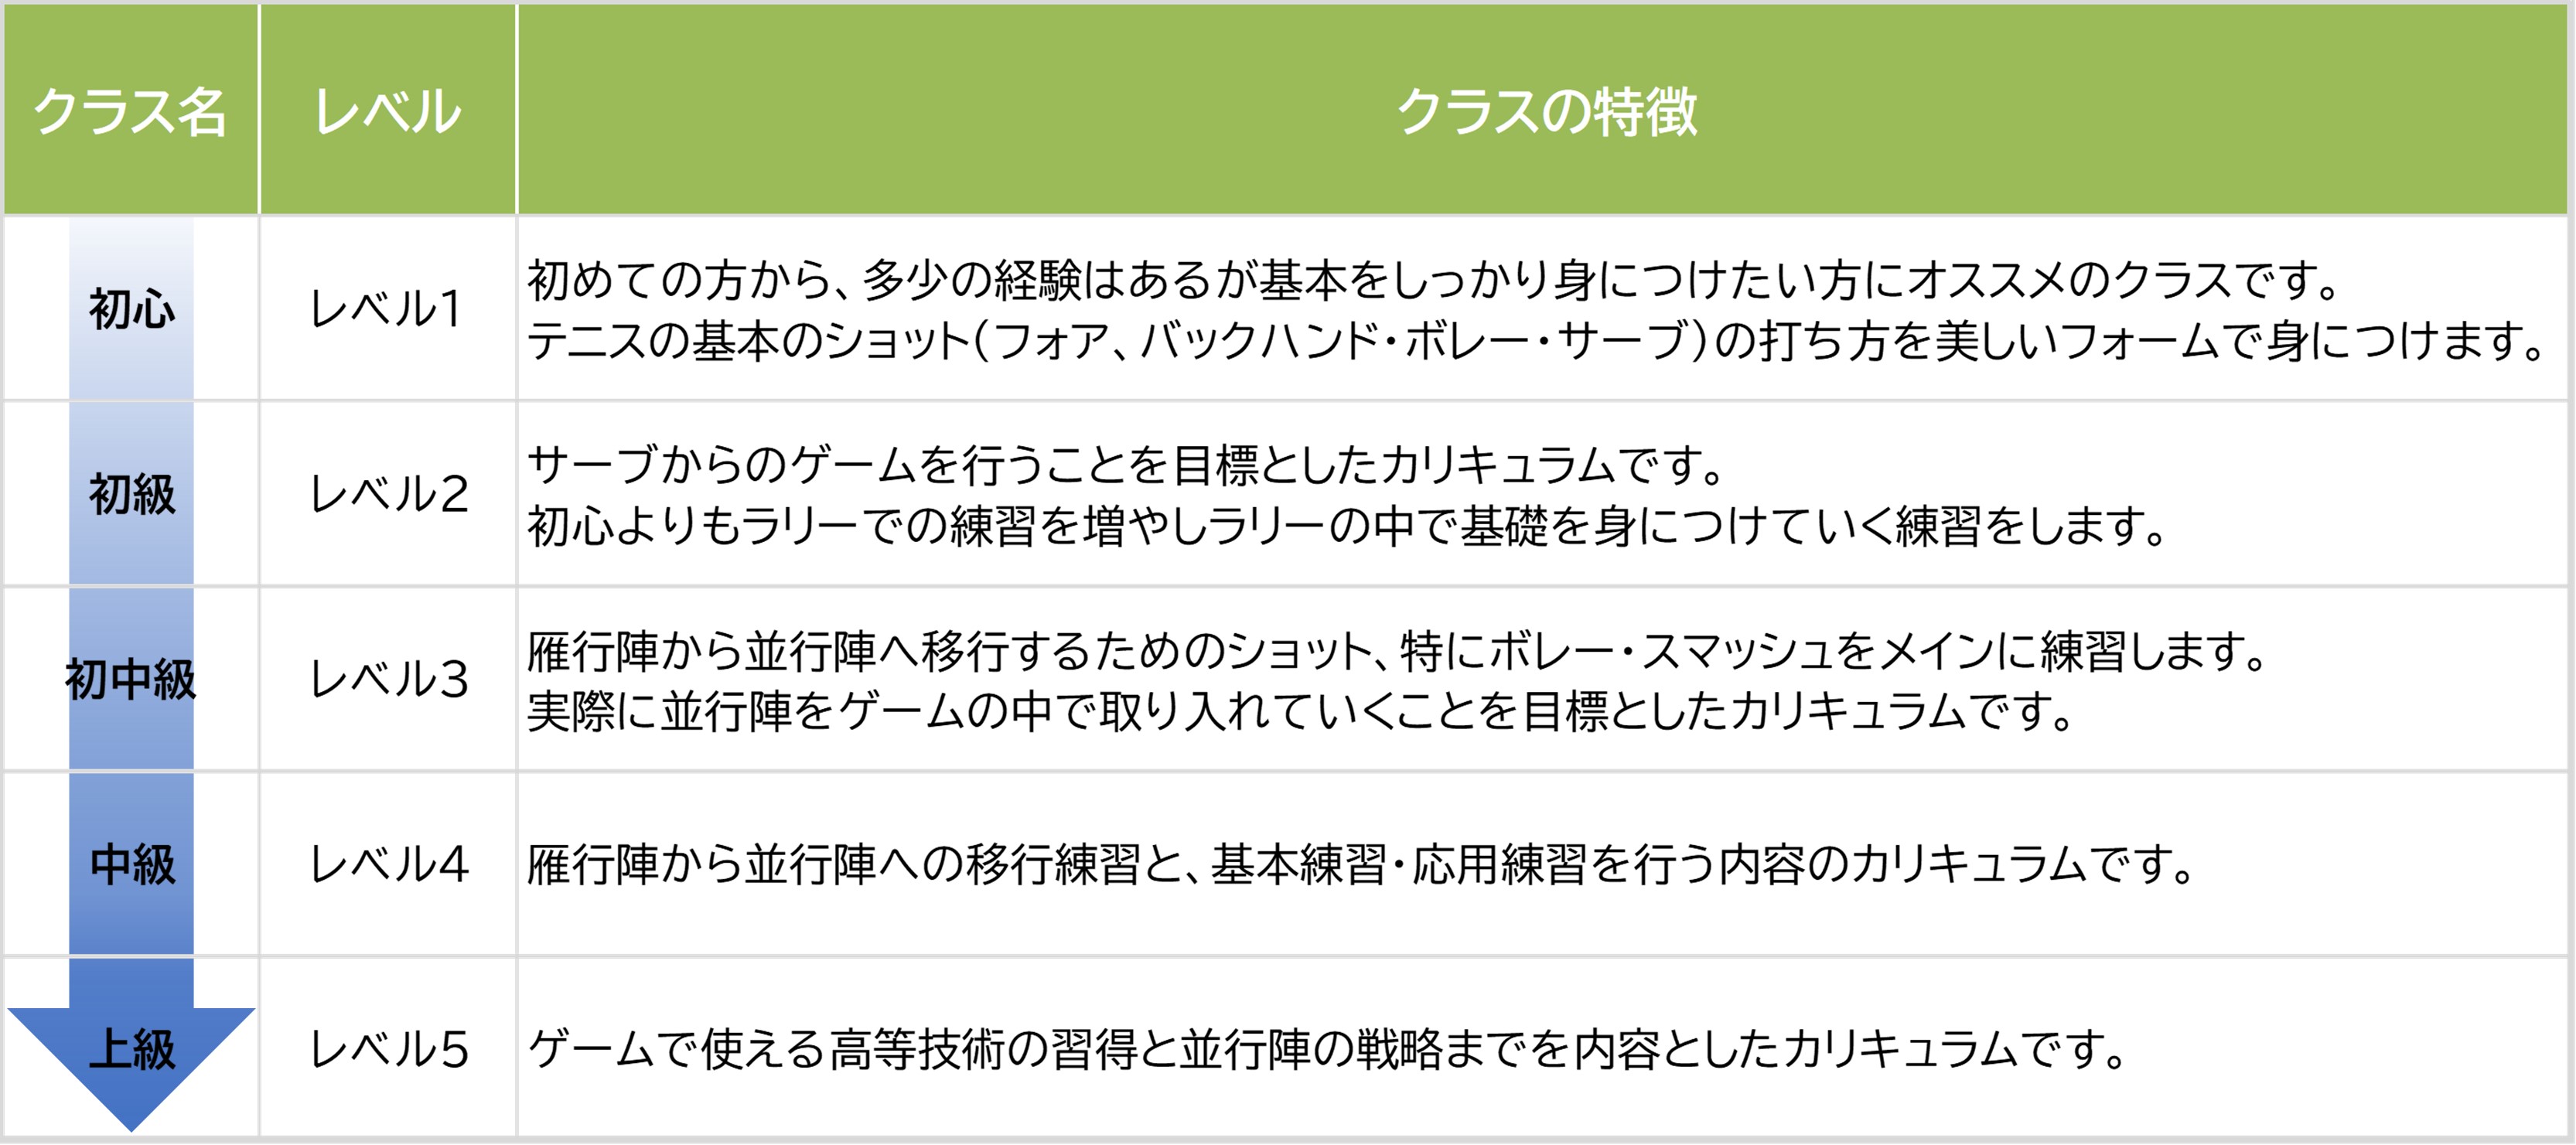 クラス名 レベル クラスの特徴
初心 レベル1 初めての方から、多少の経験はあるが基本をしっかり身につけたい方にオススメのクラスです。
テニスの基本のショット(フォア、バックハンド・ボレー・サーブ)の打ち方を美しいフォームで身につけます。
初級 レベル2 サーブからのゲームを行うことを目標としたカリキュラムです。
初心よりもラリーでの練習を増やしラリーの中で基礎を身につけていく練習をします。
初中級 レベル3 雁行陣から並行陣へ移行するためのショット、特にボレー・スマッシュをメインに練習します。
実際に並行陣をゲームの中で取り入れていくことを目標としたカリキュラムです。
中級 レベル4 雁行陣から並行陣への移行練習と、基本練習・応用練習を行う内容のカリキュラムです。
上級 レベル5 ゲームで使える高等技術の習得と並行陣の戦略までを内容としたカリキュラムです。